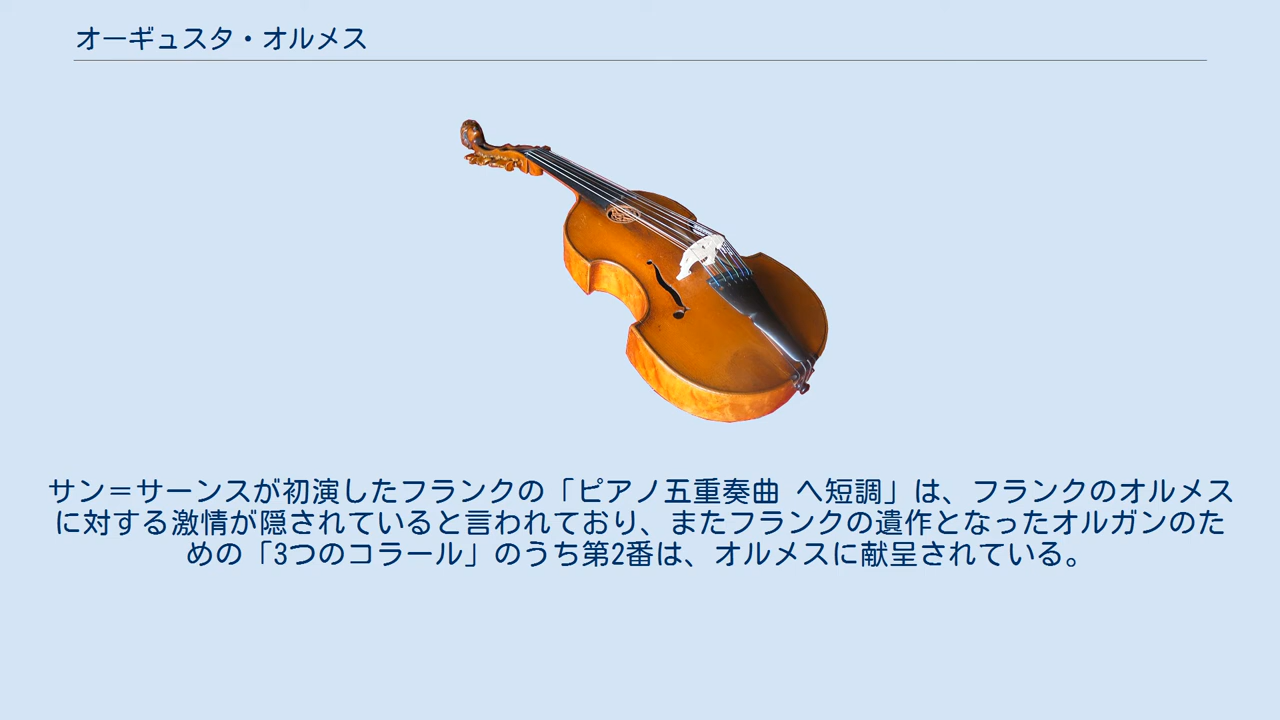 オーギュスタ・オルメス
サン＝サーンスが初演したフランクの「ピアノ五重奏曲 ヘ短調」は、フランクのオルメス
に対する激情が隠されていると言われており、またフランクの遺作となったオルガンのた
めの「3つのコラール」のうち第2番は、オルメスに献呈されている。